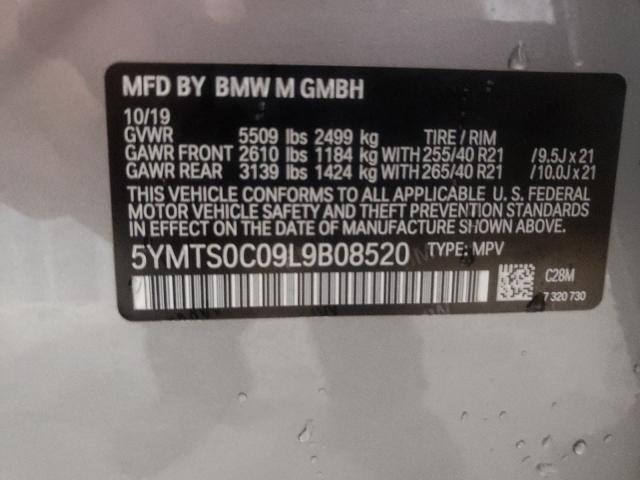 MFD BY BMW M GMBH
10/19
GVWR 5509 lbs 2499 kg TIRE / RIM
GAWR FRONT 2610 lbs 1184 kg WITH 255/40 R21 / 9.5J x 21
GAWR REAR 3139 lbs 1424 kg WITH 265/40 R21 / 10.0J x 21
THIS VEHICLE CONFORMS TO ALL APPLICABLE U. S. FEDERAL
MOTOR VEHICLE SAFETY AND THEFT PREVENTION STANDARDS
IN EFFECT ON THE DATE OF MANUFACTURE SHOWN ABOVE.
5YMTS0C09L9B08520 TYPE: MPV
C28M
7 320 730